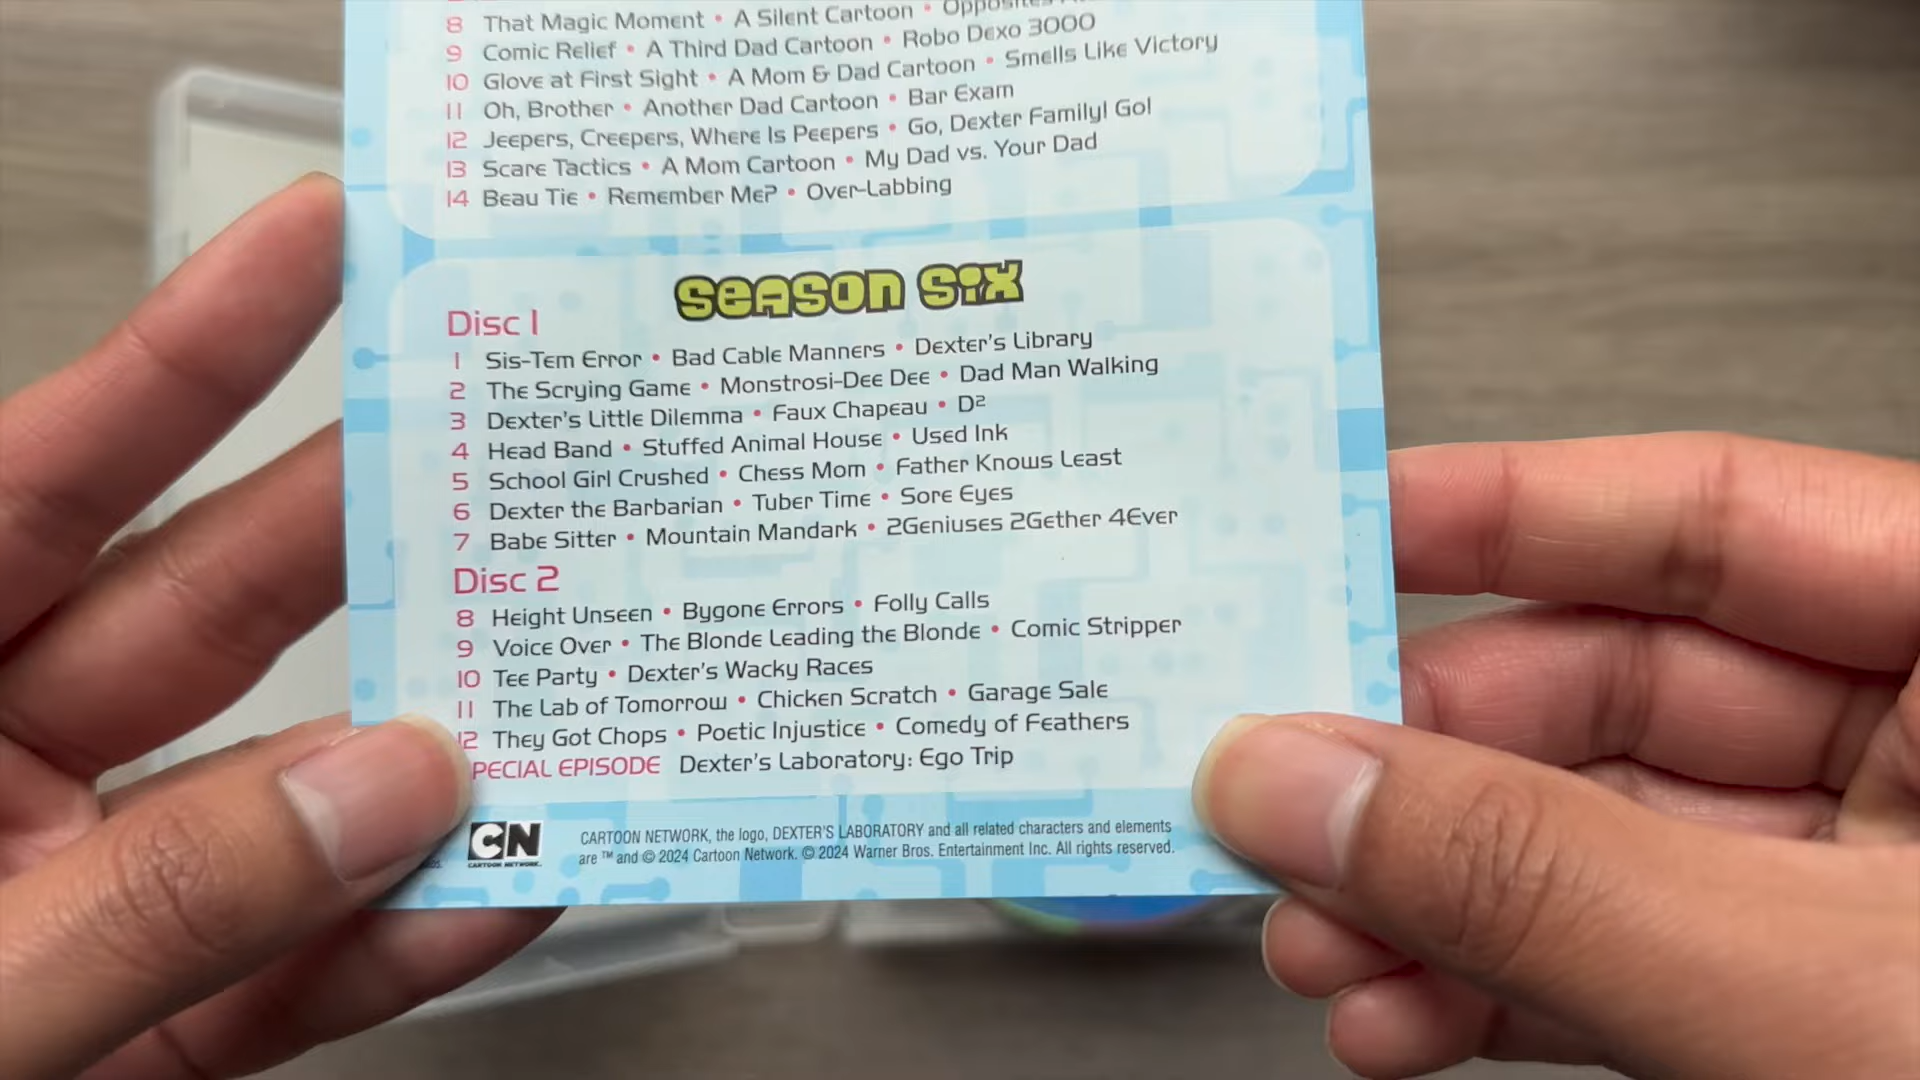 8 That Magic Moment • A Silent Cartoon •
9 Comic Relief • A Third Dad Cartoon • Robo Dexo 3000
10 Glove at First Sight • A Mom & Dad Cartoon • Smells Like Victory
11 Oh, Brother • Another Dad Cartoon • Bar Exam
12 Jeepers, Creepers, Where Is Peepers • Go, Dexter Family! Go!
13 Scare Tactics • A Mom Cartoon • My Dad vs. Your Dad
14 Beau Tie • Remember Me? • Over-Labbing
SEASON SIX
Disc 1
1 Sis-Tem Error • Bad Cable Manners • Dexter's Library
2 The Scrying Game • Monstrosi-Dee Dee • Dad Man Walking
3 Dexter's Little Dilemma • Faux Chapeau • D²
4 Head Band • Stuffed Animal House • Used Ink
5 School Girl Crushed • Chess Mom • Father Knows Least
6 Dexter the Barbarian • Tuber Time • Sore Eyes
7 Babe Sitter • Mountain Mandark • 2Geniuses 2Gether 4Ever
Disc 2
8 Height Unseen • Bygone Errors • Folly Calls
9 Voice Over • The Blonde Leading the Blonde • Comic Stripper
10 Tee Party • Dexter's Wacky Races
11 The Lab of Tomorrow • Chicken Scratch • Garage Sale
12 They Got Chops • Poetic Injustice • Comedy of Feathers
PECIAL EPISODE Dexter's Laboratory: Ego Trip
CN
CARTOON NETWORK.
CARTOON NETWORK, the logo, DEXTER'S LABORATORY and all related characters and elements
are ™ and © 2024 Cartoon Network. © 2024 Warner Bros. Entertainment Inc. All rights reserved.